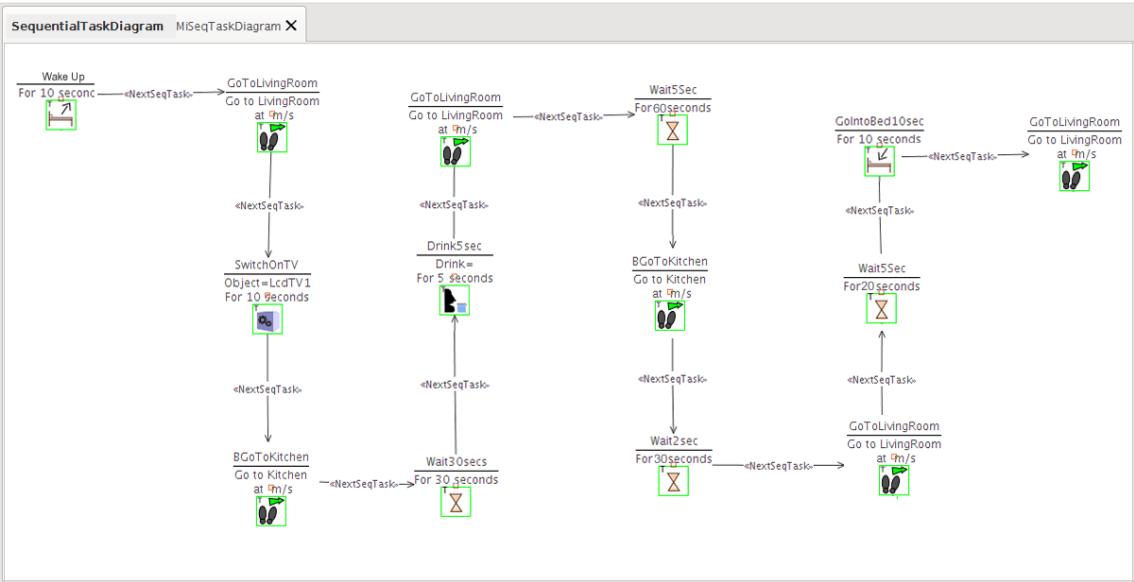 SequentialTaskDiagram MiSeqTaskDiagram ✕
Wake Up
For 10 seconc
«NextSeqTask»
GoToLivingRoom
Go to LivingRoom
at m/s
T
«NextSeqTask»
SwitchOnTV
Object=LcdTV1
For 10 seconds
T
«NextSeqTask»
BGoToKitchen
Go to Kitchen
at m/s
T
«NextSeqTask»
Wait30secs
For 30 seconds
T
«NextSeqTask»
Drink5sec
Drink=
For 5 seconds
T
«NextSeqTask»
GoToLivingRoom
Go to LivingRoom
at m/s
T
«NextSeqTask»
Wait5Sec
For60seconds
T
«NextSeqTask»
BGoToKitchen
Go to Kitchen
at m/s
T
«NextSeqTask»
Wait2sec
For30seconds
T
«NextSeqTask»
GoToLivingRoom
Go to LivingRoom
at m/s
T
«NextSeqTask»
Wait5Sec
For20seconds
T
«NextSeqTask»
GoIntoBed10sec
For 10 seconds
T
«NextSeqTask»
GoToLivingRoom
Go to LivingRoom
at m/s
T